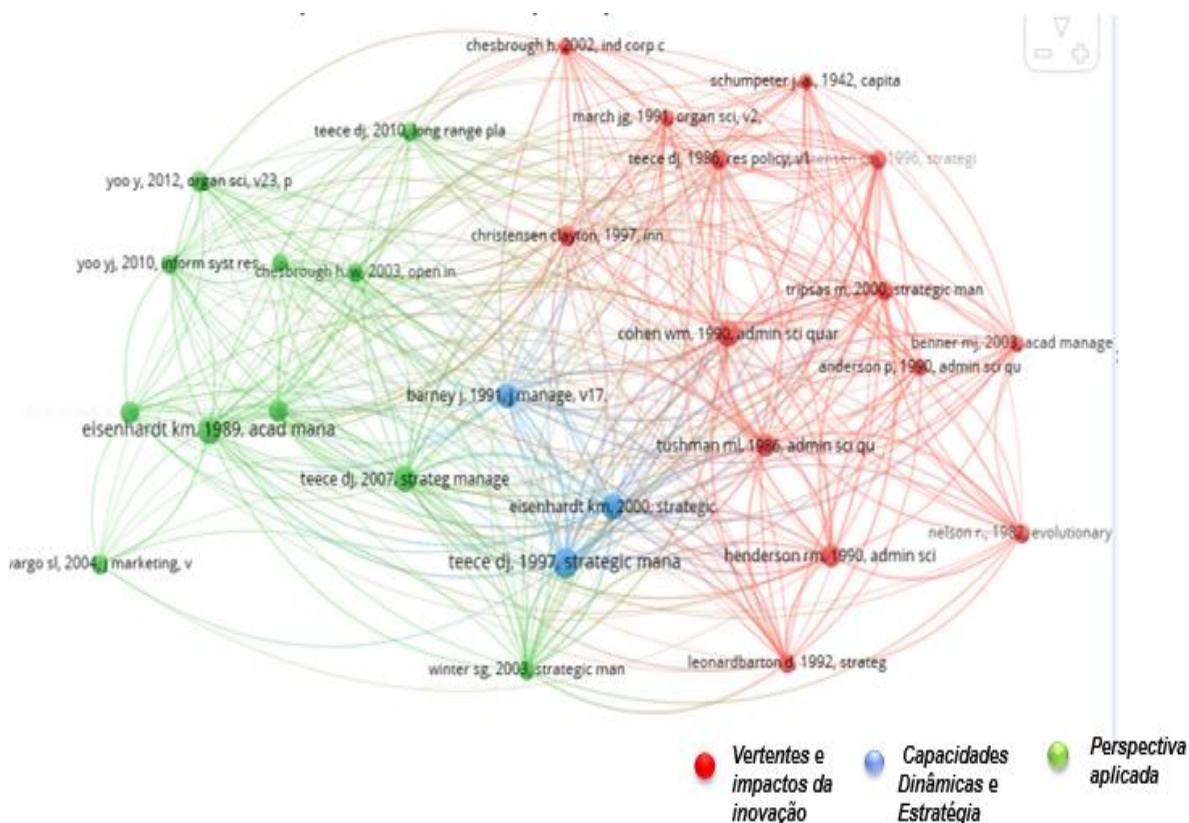 chesbrough h, 2002, ind corp c
schumpeter j. a., 1942, capita
march jg, 1991, organ sci, v2,
teece dj, 2010, long range pla
teece dj, 1986, res policy, v1
1996, strategi
yoo y, 2012, organ sci, v23, p
christensen clayton, 1997, inn
yoo yj, 2010, inform syst res
chesbrough h. w, 2003, open in
tripsas m, 2000, strategic man
cohen wm, 1990, admin sci quar
benner mj, 2003, acad manage
anderson p, 1990, admin sci qu
barney j, 1991, j manage, v17,
eisenhardt km, 1989, acad mana
tushman ml, 1986, admin sci qu
teece dj, 2007, strateg manage
eisenhardt km, 2000, strategic
nelson r., 1982, evolutionary
henderson rm, 1990, admin sci
vargo sl, 2004, j marketing, v
teece dj, 1997, strategic mana
leonardbarton d, 1992, strateg
winter sg, 2003, strategic man
Vertentes e
impactos da
inovação
Capacidades
Dinâmicas e
Estratégia
Perspectiva
aplicada